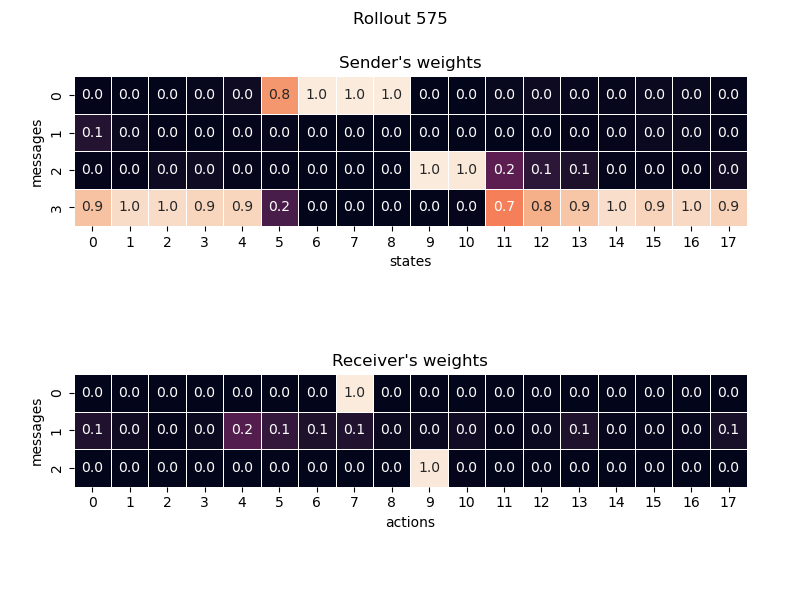 Rollout 575
Sender's weights
messages
0 0.0 0.0 0.0 0.0 0.0 0.8 1.0 1.0 1.0 0.0 0.0 0.0 0.0 0.0 0.0 0.0 0.0 0.0
1 0.1 0.0 0.0 0.0 0.0 0.0 0.0 0.0 0.0 0.0 0.0 0.0 0.0 0.0 0.0 0.0 0.0 0.0
2 0.0 0.0 0.0 0.0 0.0 0.0 0.0 0.0 0.0 1.0 1.0 0.2 0.1 0.1 0.0 0.0 0.0 0.0
3 0.9 1.0 1.0 0.9 0.9 0.2 0.0 0.0 0.0 0.0 0.0 0.7 0.8 0.9 1.0 0.9 1.0 0.9
0 1 2 3 4 5 6 7 8 9 10 11 12 13 14 15 16 17
states
Receiver's weights
messages
0 0.0 0.0 0.0 0.0 0.0 0.0 0.0 1.0 0.0 0.0 0.0 0.0 0.0 0.0 0.0 0.0 0.0 0.0
1 0.1 0.0 0.0 0.0 0.2 0.1 0.1 0.1 0.0 0.0 0.0 0.0 0.0 0.1 0.0 0.0 0.0 0.1
2 0.0 0.0 0.0 0.0 0.0 0.0 0.0 0.0 0.0 1.0 0.0 0.0 0.0 0.0 0.0 0.0 0.0 0.0
0 1 2 3 4 5 6 7 8 9 10 11 12 13 14 15 16 17
actions